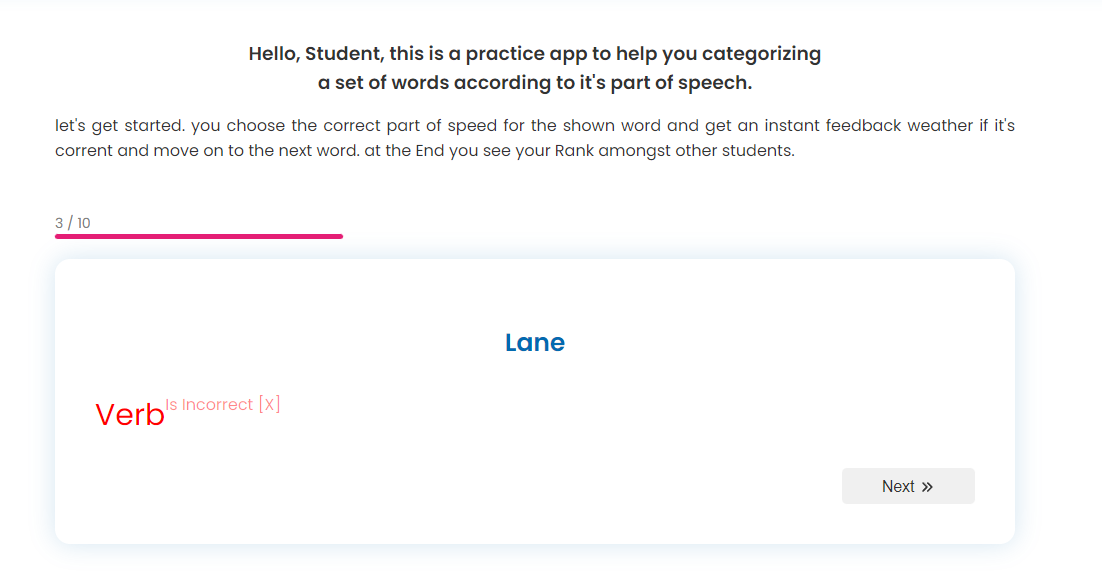 Hello, Student, this is a practice app to help you categorizing
a set of words according to it's part of speech.
let's get started. you choose the correct part of speed for the shown word and get an instant feedback weather if it's
corrent and move on to the next word. at the End you see your Rank amongst other students.
3 / 10
Lane
Verb Is Incorrect [X]
Next »